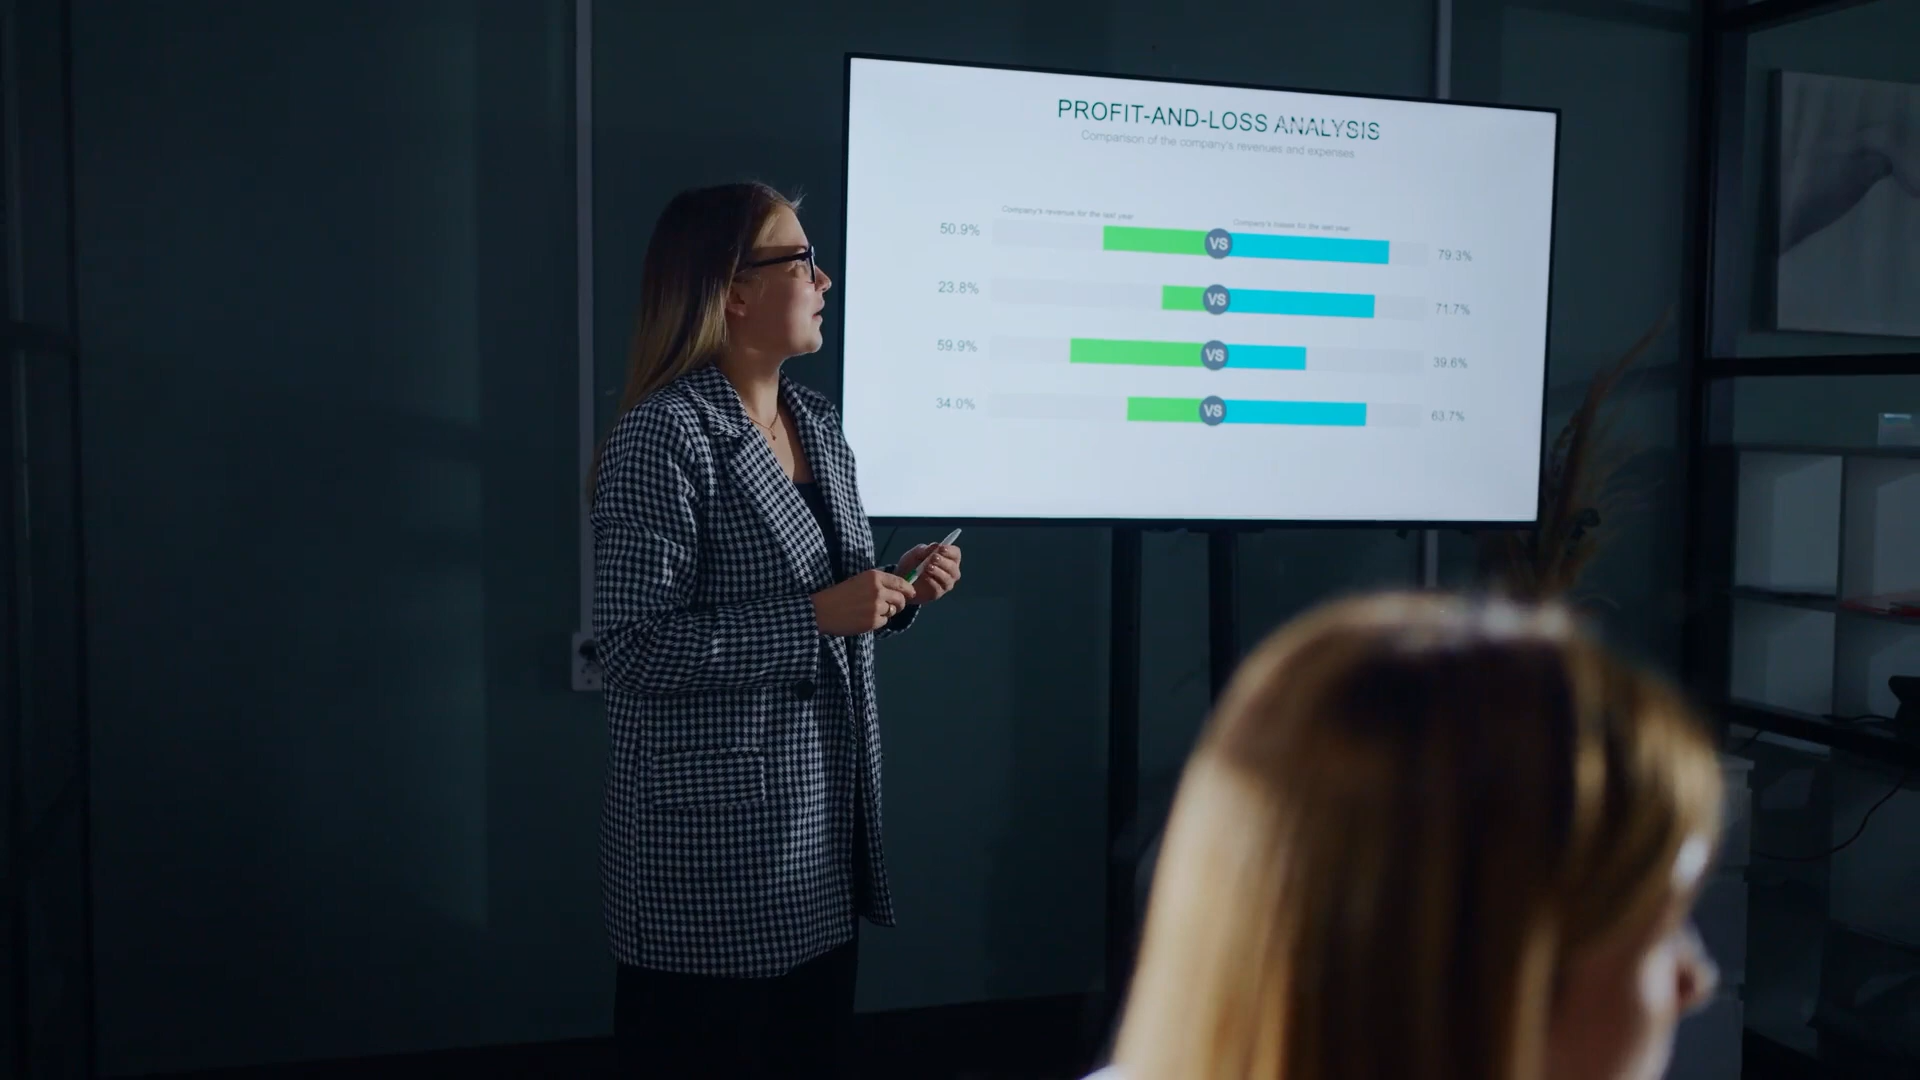 PROFIT-AND-LOSS ANALYSIS
Comparison of the company's revenues and expenses
Company's revenue for the last year
Company's losses for the last year
50.9% VS 79.3%
23.8% VS 71.7%
59.9% VS 39.6%
34.0% VS 63.7%